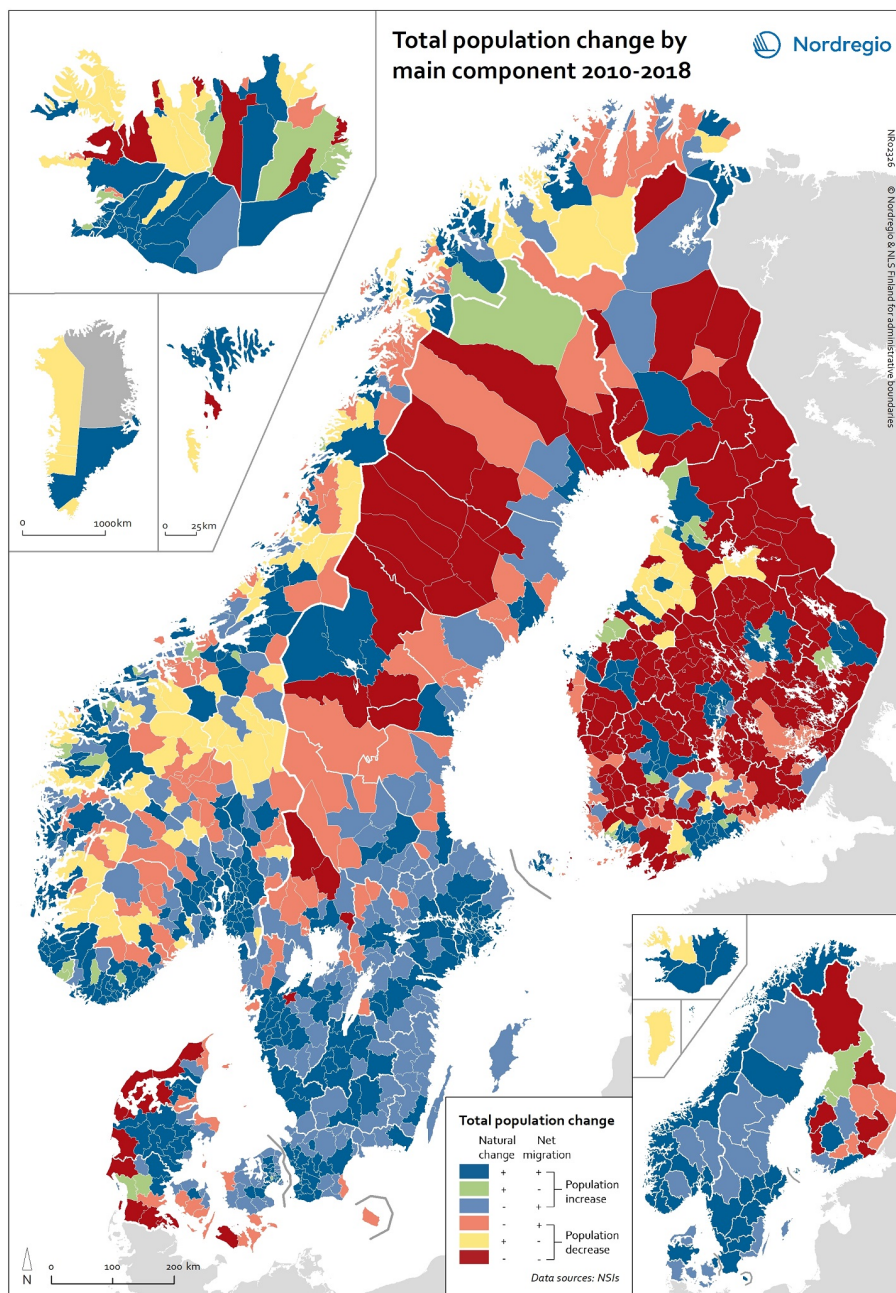 Total population change by
main component 2010-2018
Nordregio
NR02326 © Nordregio & NLS Finland for administrative boundaries
0 1000km
0 25km
Total population change
Natural change Net migration
+ +
+ -
- +
Population increase
- +
+ -
- -
Population decrease
Data sources: NSIs
N
0 100 200 km